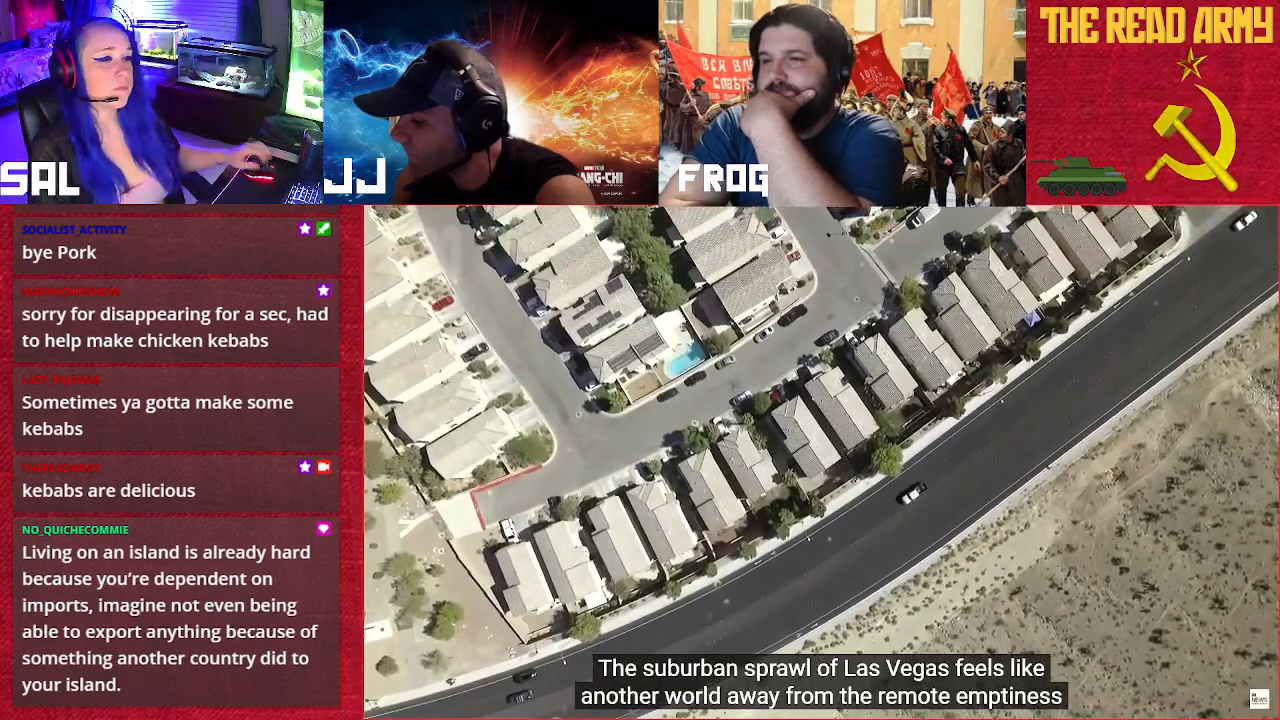 THE READ ARMY
SAL
JJ
FROG
ANG-CHI
SOCIALIST_ACTIVITY
bye Pork
sorry for disappearing for a sec, had
to help make chicken kebabs
Sometimes ya gotta make some
kebabs
THEREADARMY
kebabs are delicious
NO_QUICHECOMMIE
Living on an island is already hard
because you’re dependent on
imports, imagine not even being
able to export anything because of
something another country did to
your island.
The suburban sprawl of Las Vegas feels like
another world away from the remote emptiness
NEWS